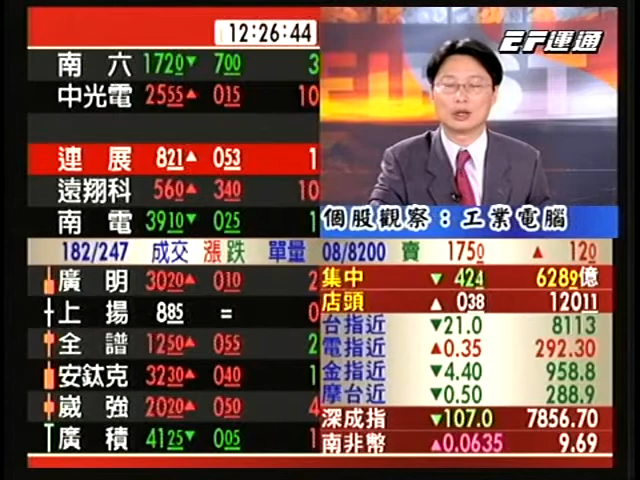 12:26:44
EF運通
南六 1720▼ 700 3
中光電 2555▲ 015 10
連展 821▲ 053 1
遠翔科 560▲ 340 10
南電 3910▼ 025 1
個股觀察：工業電腦
182/247 成交 漲跌 單量
08/8200 賣 1750 ▲ 120
廣明 3020▲ 010 2
上揚 885 = 0
全譜 1250▲ 055 2
安鈦克 3230▲ 040 1
崴強 2020▲ 050 4
廣積 4125▼ 005 1
集中 ▼ 424 6289億
店頭 ▲ 038 12011
台指近 ▼21.0 8113
電指近 ▲0.35 292.30
金指近 ▼4.40 958.8
摩台近 ▼0.50 288.9
深成指 ▼107.0 7856.70
南非幣 ▲0.0635 9.69